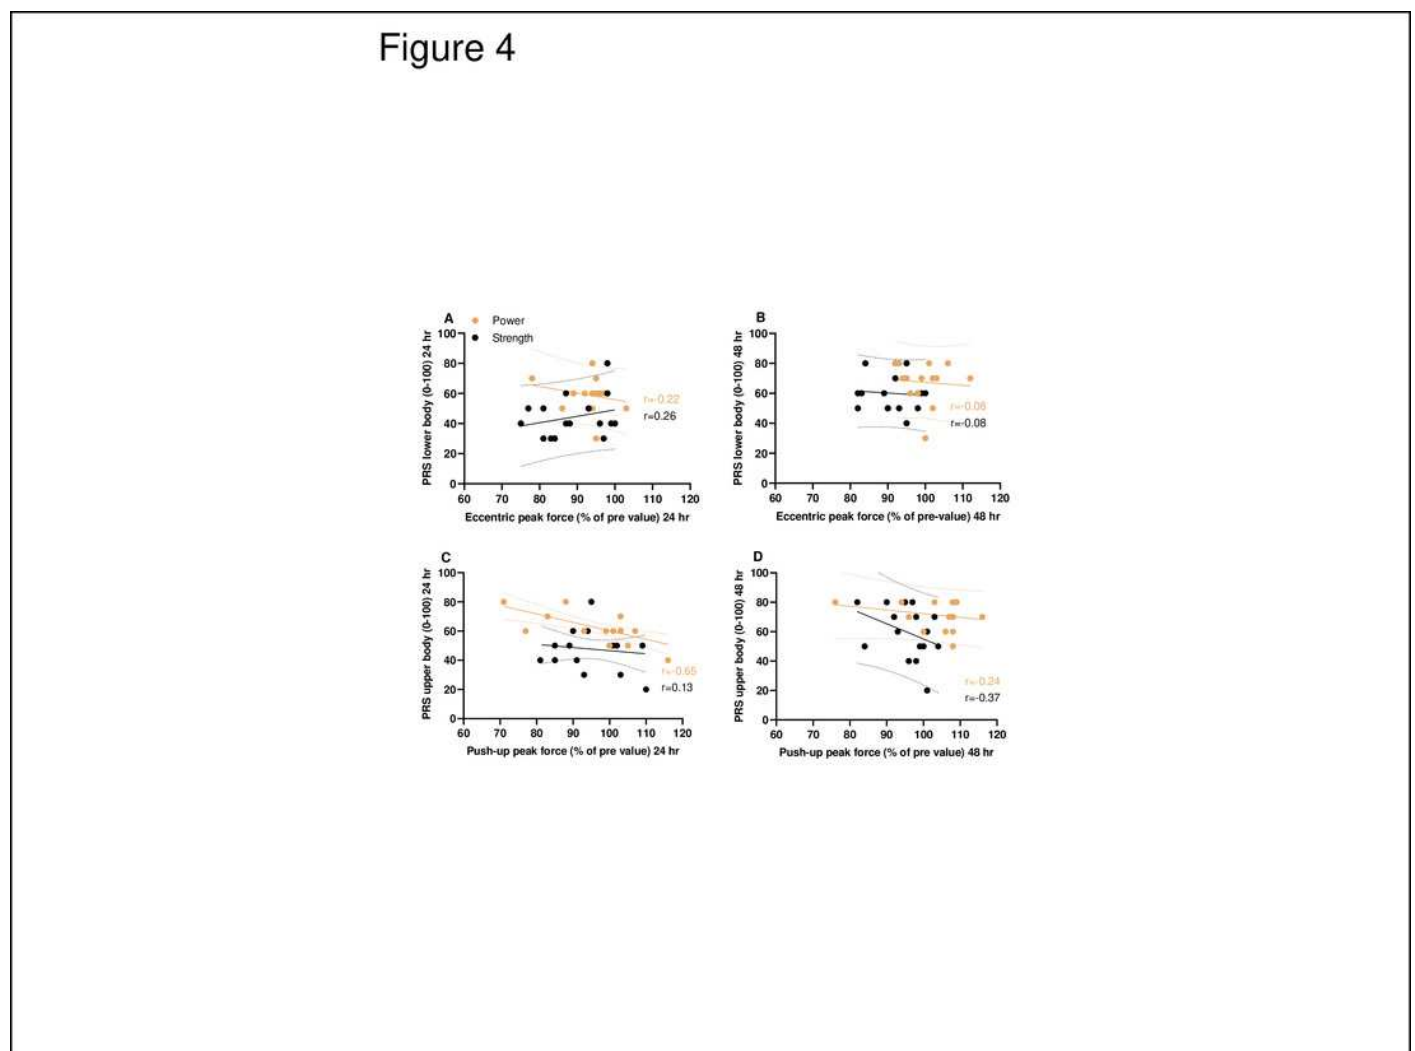 Figure 4
A
Power
Strength
PRS lower body (0-100) 24 hr
100
80
60
40
20
0
r=-0.22
r=0.26
60 70 80 90 100 110 120
Eccentric peak force (% of pre value) 24 hr
B
PRS lower body (0-100) 48 hr
100
80
60
40
20
0
r=-0.06
r=-0.08
60 70 80 90 100 110 120
Eccentric peak force (% of pre-value) 48 hr
C
PRS upper body (0-100) 24 hr
100
80
60
40
20
0
r=-0.65
r=0.13
60 70 80 90 100 110 120
Push-up peak force (% of pre value) 24 hr
D
PRS upper body (0-100) 48 hr
100
80
60
40
20
0
r=-0.24
r=-0.37
60 70 80 90 100 110 120
Push-up peak force (% of pre value) 48 hr